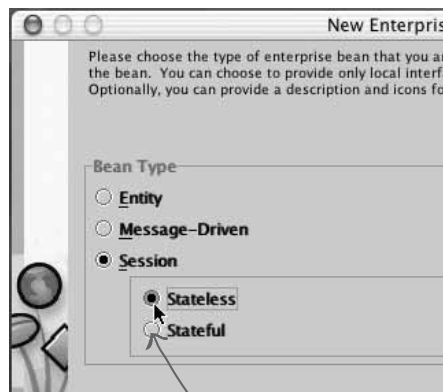 New Enterpris
Please choose the type of enterprise bean that you a
the bean. You can choose to provide only local interf
Optionally, you can provide a description and icons fo
Bean Type
Entity
Message-Driven
Session
Stateless
Stateful